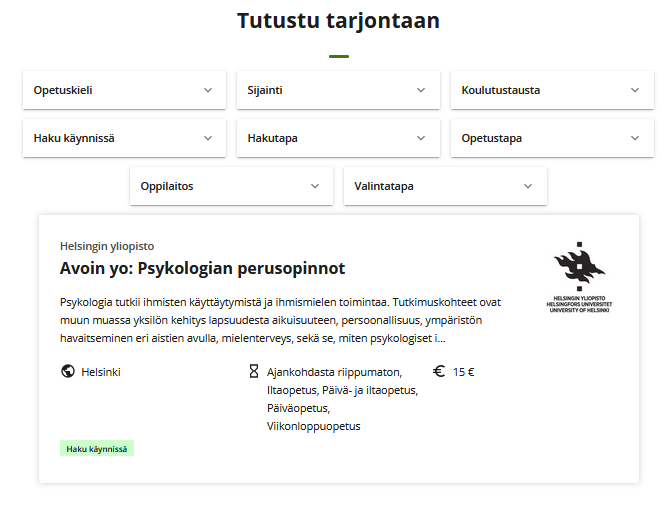 Tutustu tarjontaan
Opetuskieli
Sijainti
Koulutustausta
Haku käynnissä
Hakutapa
Opetustapa
Oppilaitos
Valintatapa
Helsingin yliopisto
Avoin yo: Psykologian perusopinnot
HELSINGIN YLIOPISTO
HELSINGFORS UNIVERSITET
UNIVERSITY OF HELSINKI
Psykologia tutkii ihmisten käyttäytymistä ja ihmismielen toimintaa. Tutkimuskohteet ovat
muun muassa yksilön kehitys lapsuudesta aikuisuuteen, persoonallisuus, ympäristön
havaitseminen eri aistien avulla, mielenterveys, sekä se, miten psykologiset i...
Helsinki
Ajankohdasta riippumaton,
Iltaopetus, Päivä- ja iltaopetus,
Päiväopetus,
Viikonloppuopetus
€ 15 €
Haku käynnissä